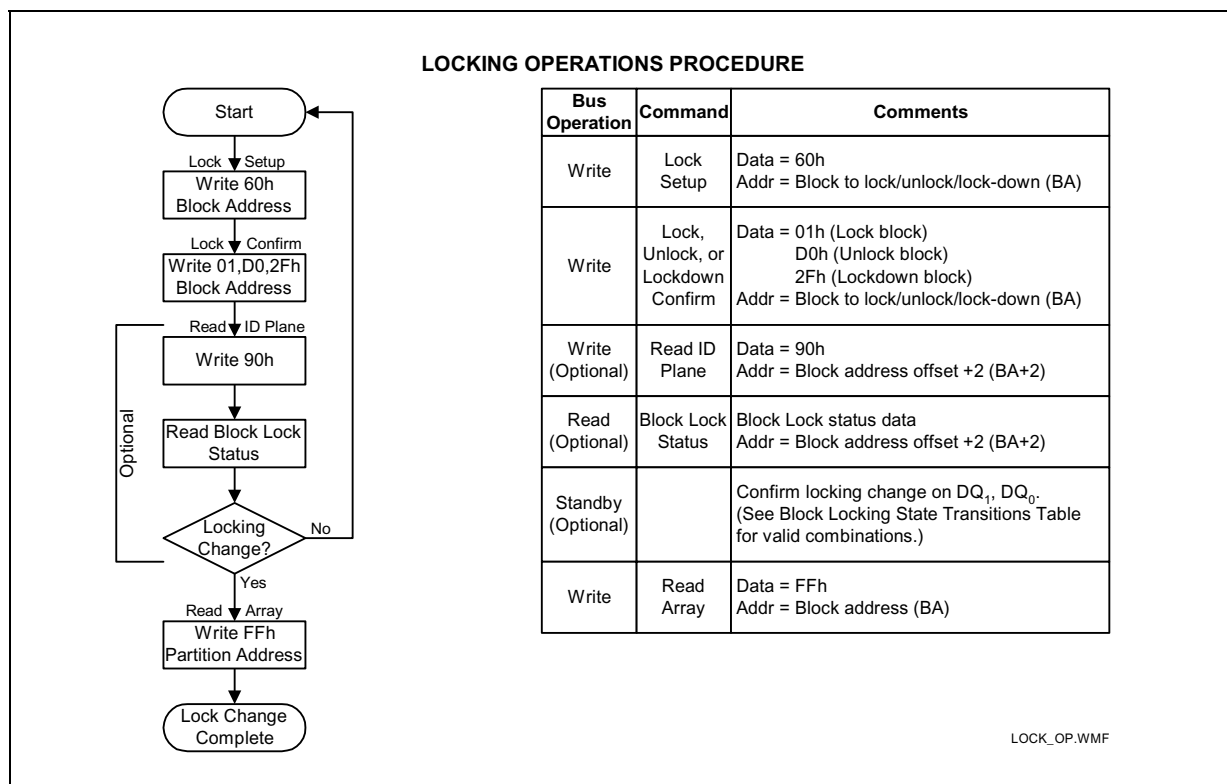 LOCKING OPERATIONS PROCEDURE
Start
Lock Setup
Write 60h
Block Address
Lock Confirm
Write 01,D0,2Fh
Block Address
Read ID Plane
Write 90h
Optional
Read Block Lock
Status
Locking
Change?
No
Yes
Read Array
Write FFh
Partition Address
Lock Change
Complete
Bus
Operation
Command
Comments
Write
Lock
Setup
Data = 60h
Addr = Block to lock/unlock/lock-down (BA)
Write
Lock,
Unlock, or
Lockdown
Confirm
Data = 01h (Lock block)
D0h (Unlock block)
2Fh (Lockdown block)
Addr = Block to lock/unlock/lock-down (BA)
Write
(Optional)
Read ID
Plane
Data = 90h
Addr = Block address offset +2 (BA+2)
Read
(Optional)
Block Lock
Status
Block Lock status data
Addr = Block address offset +2 (BA+2)
Standby
(Optional)
Confirm locking change on DQ₁, DQ₀.
(See Block Locking State Transitions Table
for valid combinations.)
Write
Read
Array
Data = FFh
Addr = Block address (BA)
LOCK_OP.WMF